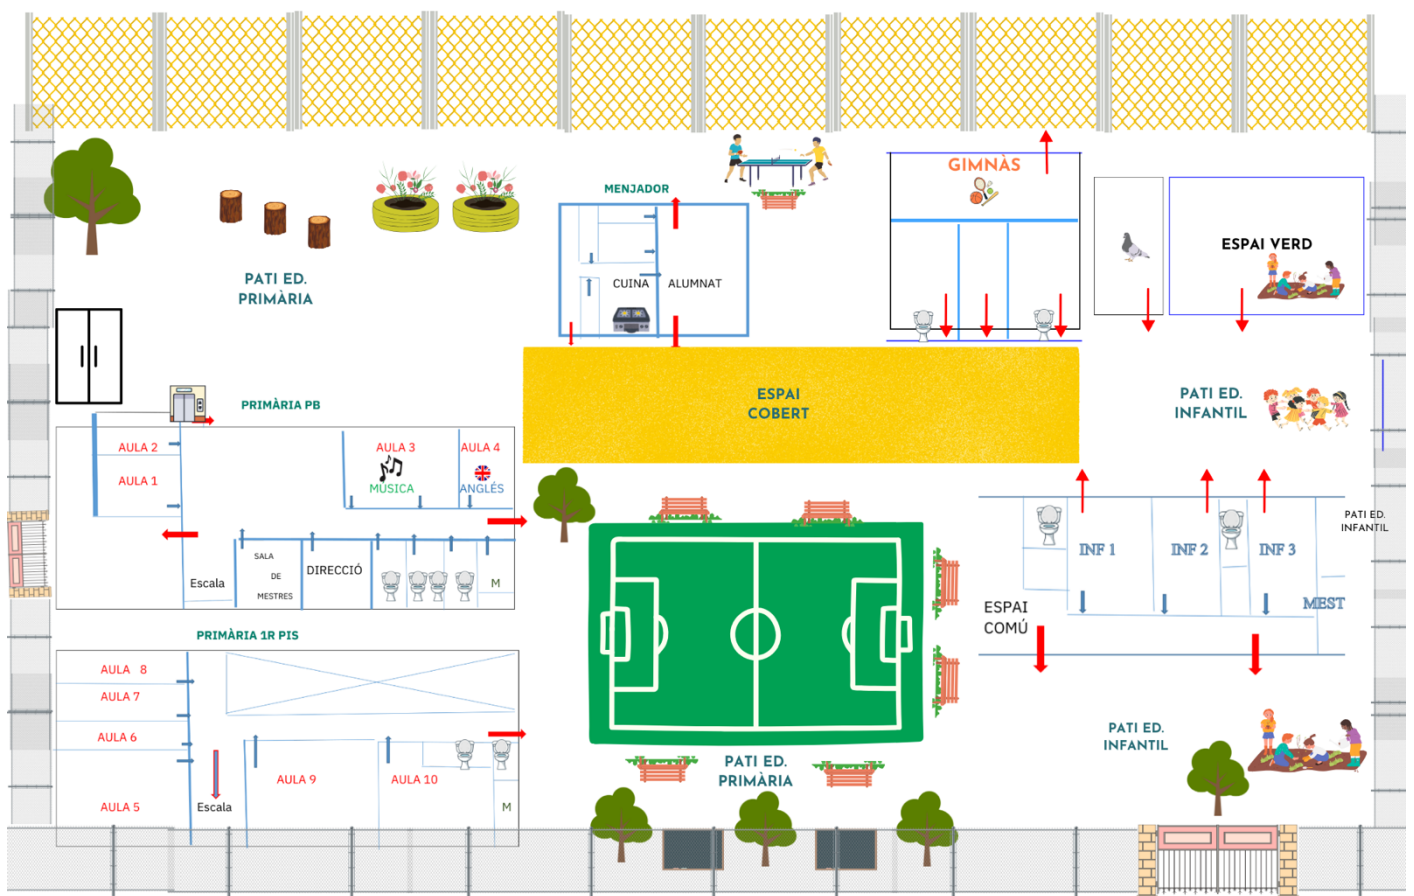 GIMNÀS
MENJADOR
ESPAI VERD
PATI ED.
PRIMÀRIA
CUINA
ALUMNAT
ESPAI
COBERT
PATI ED.
INFANTIL
PRIMÀRIA PB
AULA 2
AULA 1
AULA 3
MÚSICA
AULA 4
ANGLÉS
Escala
SALA
DE
MESTRES
DIRECCIÓ
M
PATI ED.
INFANTIL
INF 1
INF 2
INF 3
MEST
ESPAI
COMÚ
PRIMÀRIA 1R PIS
AULA 8
AULA 7
AULA 6
AULA 5
Escala
AULA 9
AULA 10
M
PATI ED.
PRIMÀRIA
PATI ED.
INFANTIL